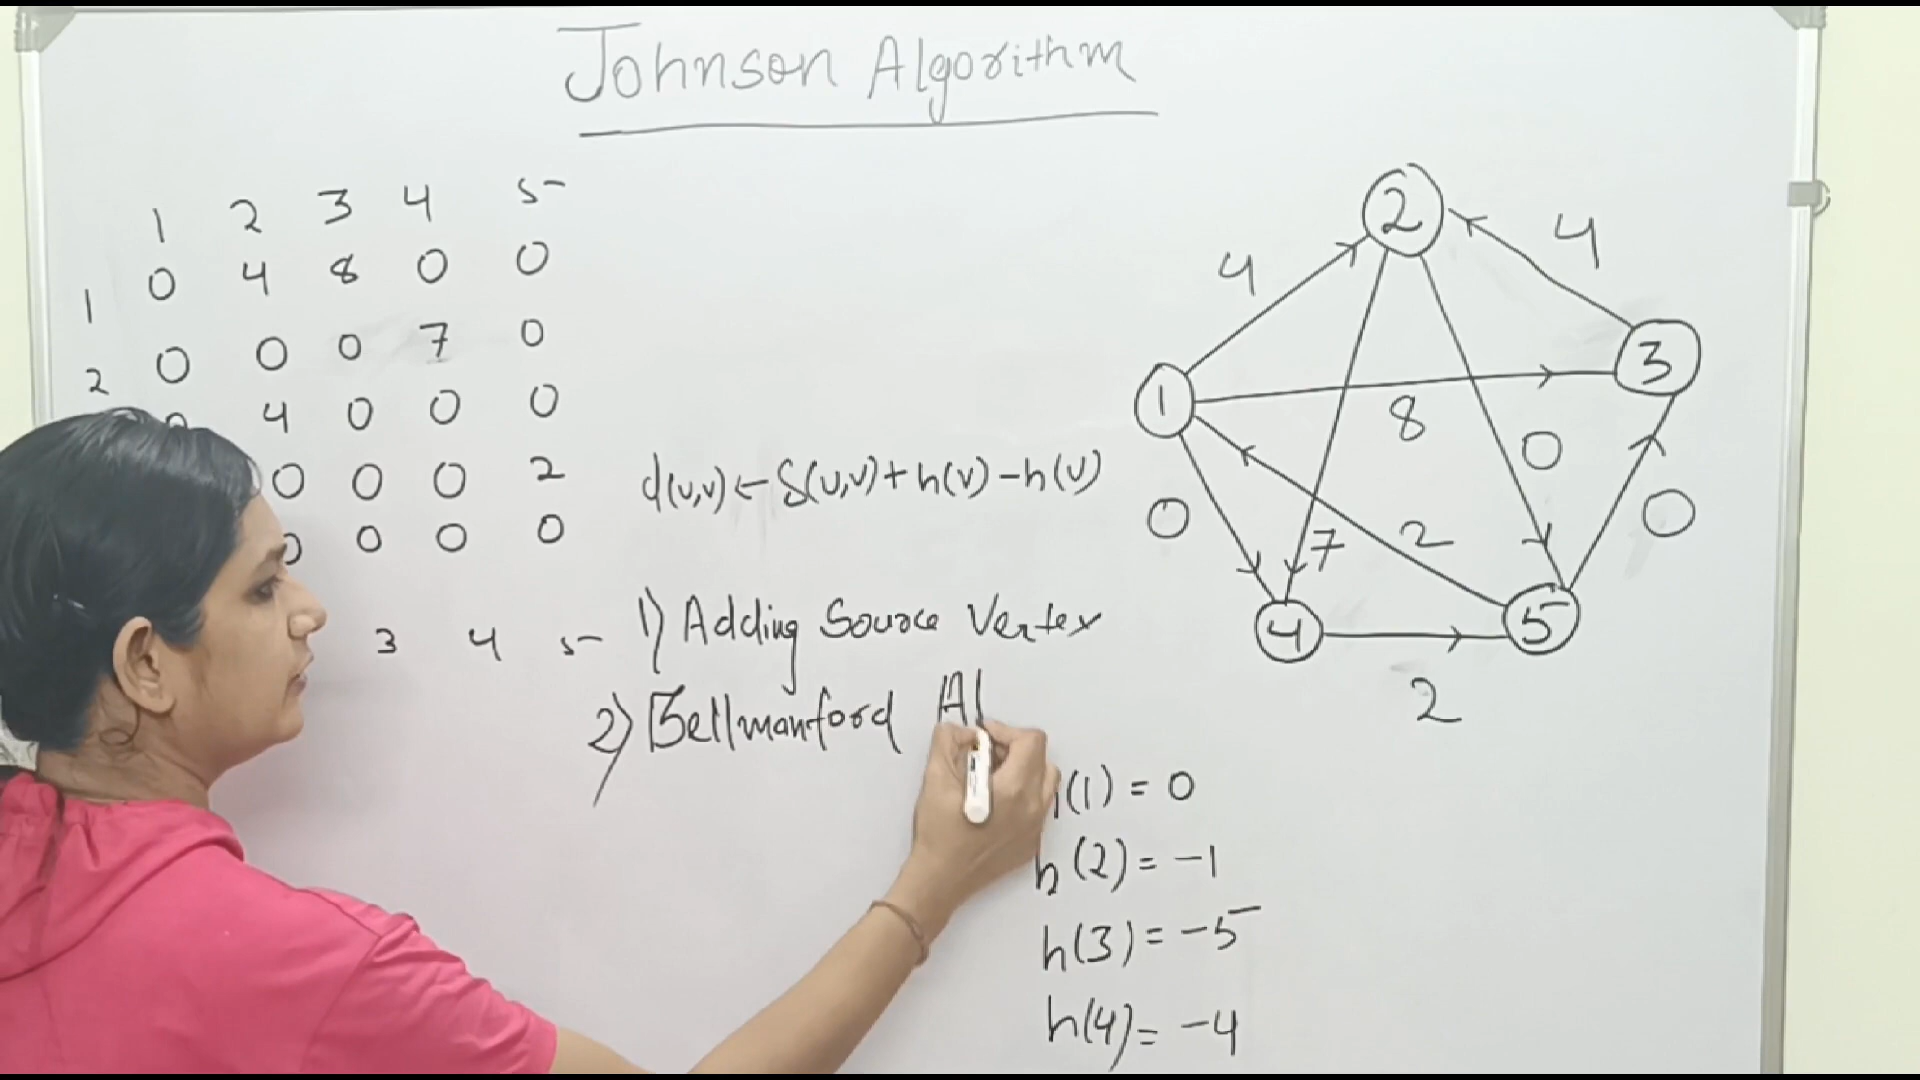 Johnson Algorithm
1 2 3 4 5
1 0 4 8 0 0
2 0 0 0 7 0
4 0 0 0
0 0 0 2
0 0 0
3 4 5
d(u,v) ← δ(u,v) + h(v) - h(u)
1) Adding Source Vertex
2) Bellmanford Al
(1) = 0
h(2) = -1
h(3) = -5
h(4) = -4
2
4
4
3
1
8
0
0
0
7
2
4
5
2